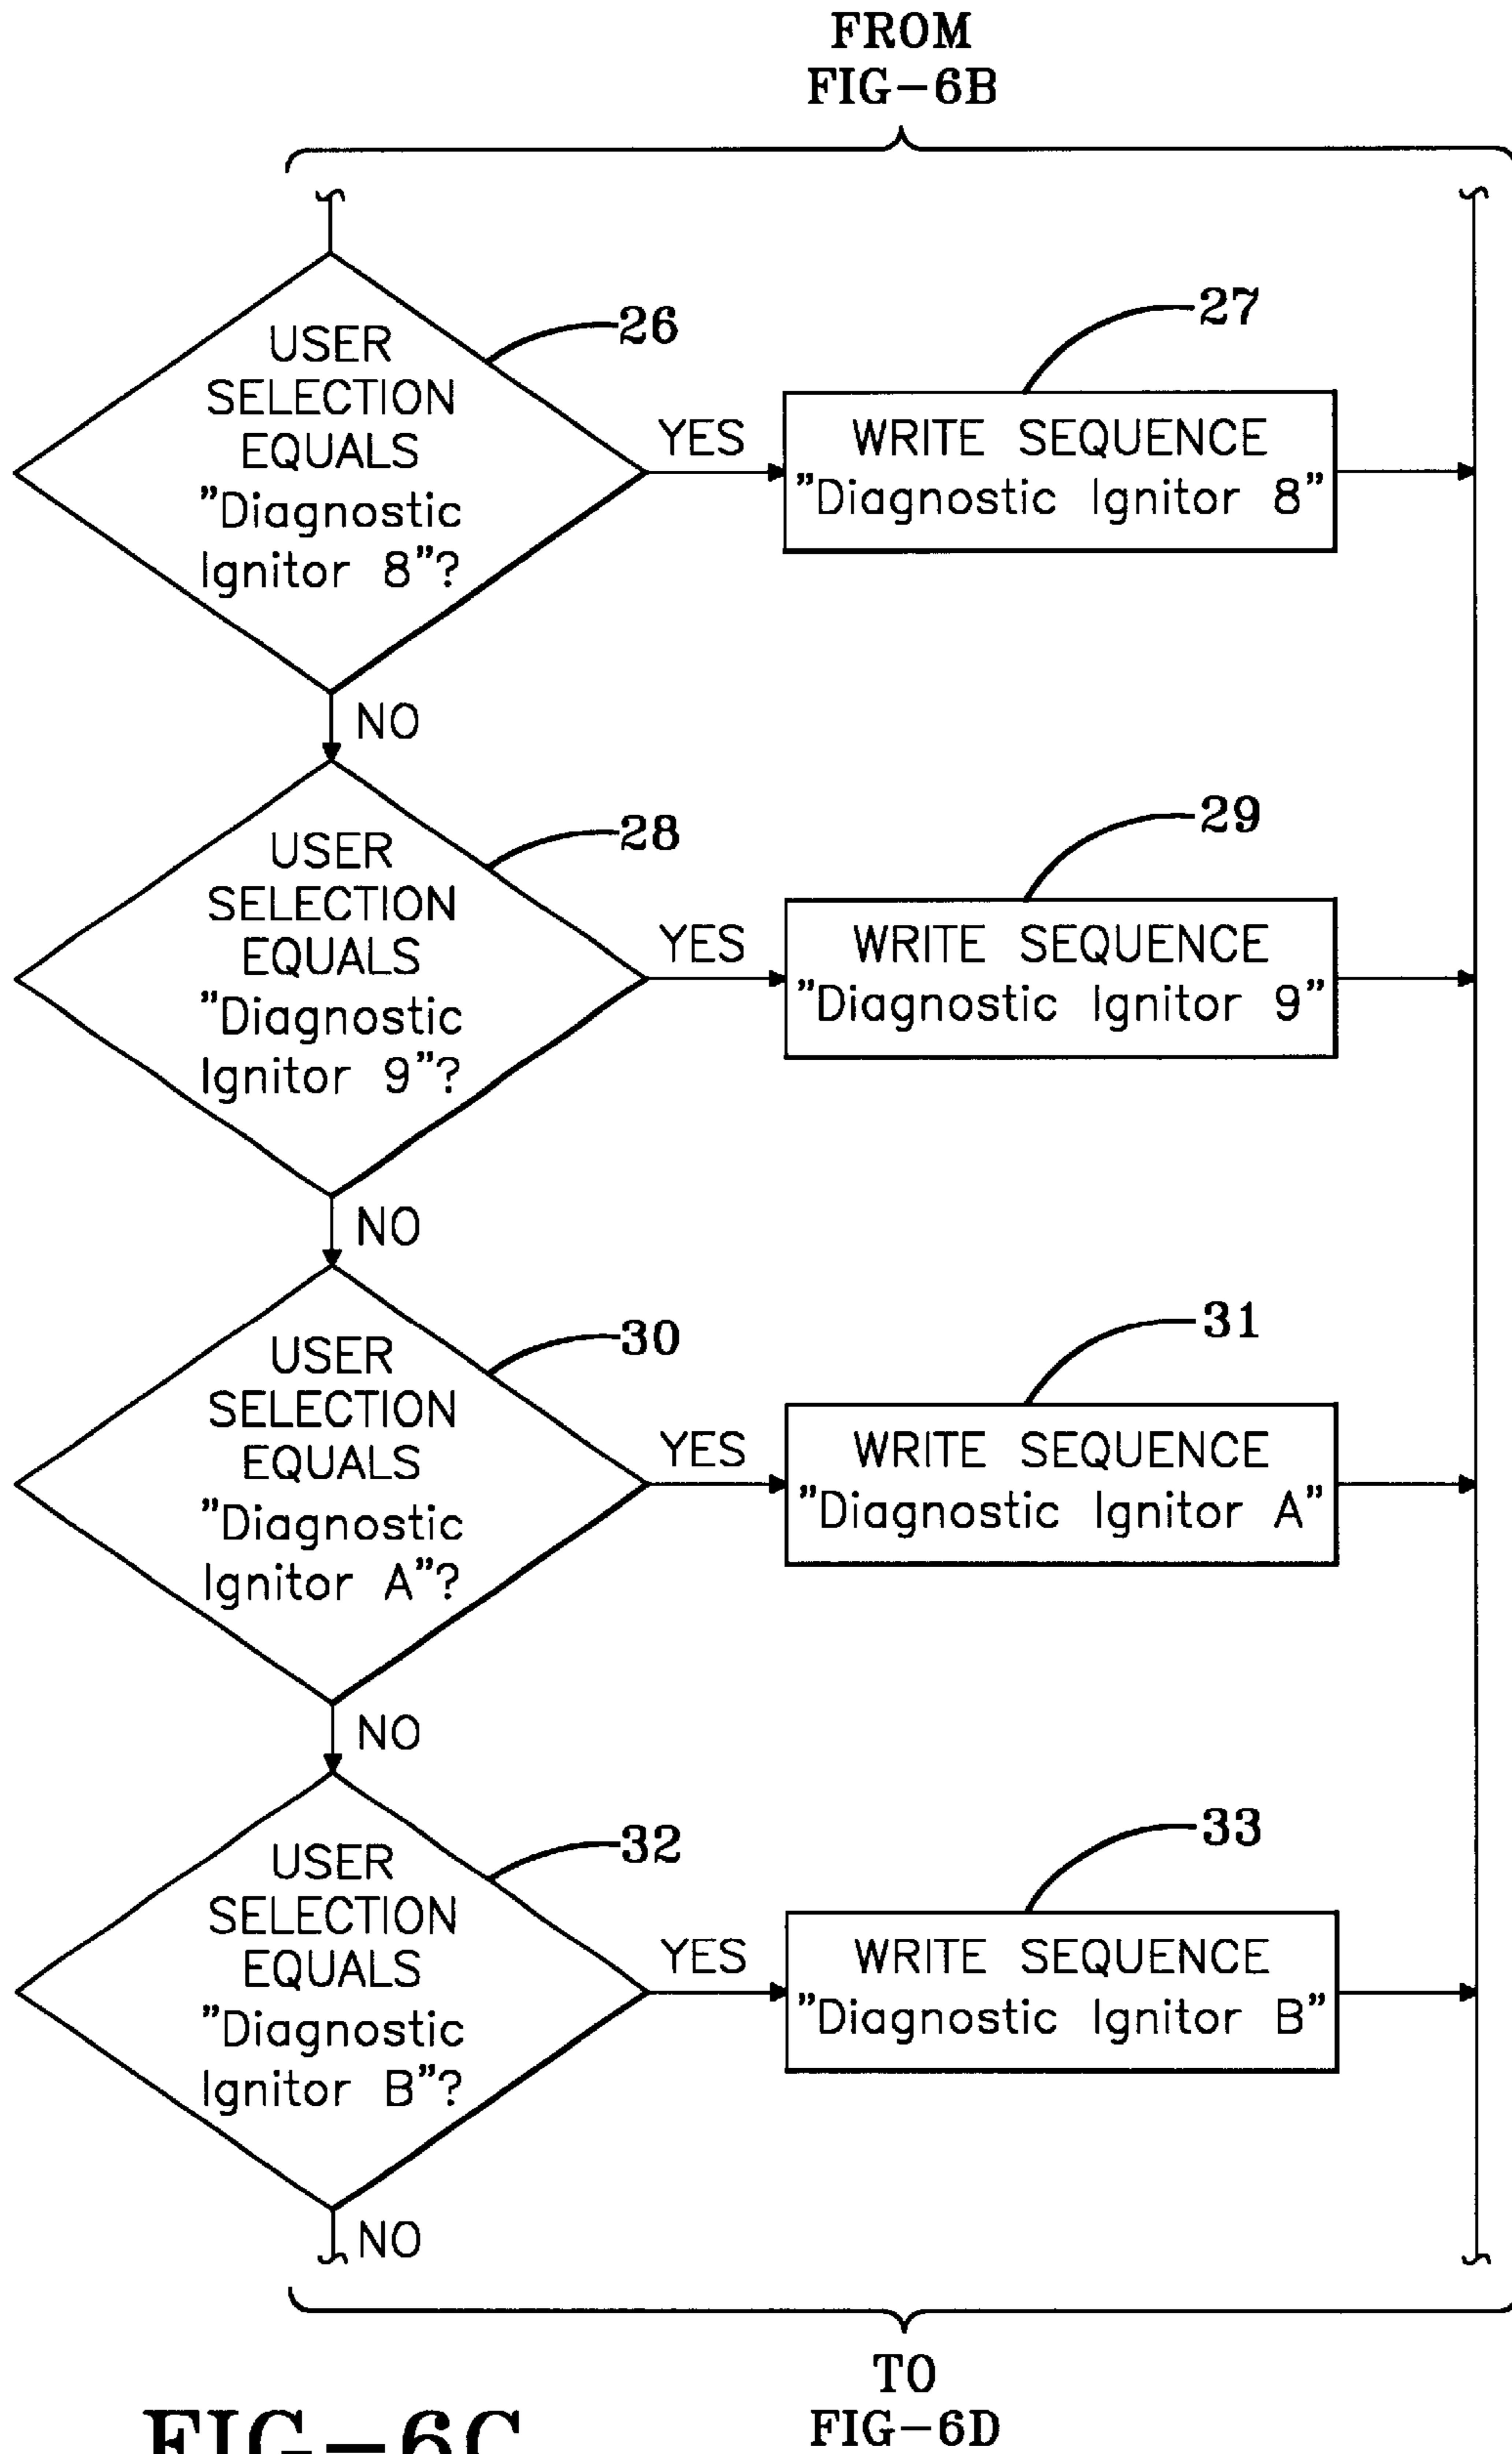 FROM
FIG-6B
26
27
USER
SELECTION
EQUALS
"Diagnostic
Ignitor 8"?
YES
WRITE SEQUENCE
"Diagnostic Ignitor 8"
NO
28
29
USER
SELECTION
EQUALS
"Diagnostic
Ignitor 9"?
YES
WRITE SEQUENCE
"Diagnostic Ignitor 9"
NO
30
31
USER
SELECTION
EQUALS
"Diagnostic
Ignitor A"?
YES
WRITE SEQUENCE
"Diagnostic Ignitor A"
NO
32
33
USER
SELECTION
EQUALS
"Diagnostic
Ignitor B"?
YES
WRITE SEQUENCE
"Diagnostic Ignitor B"
NO
TO
FIG-6D
FIG-6C